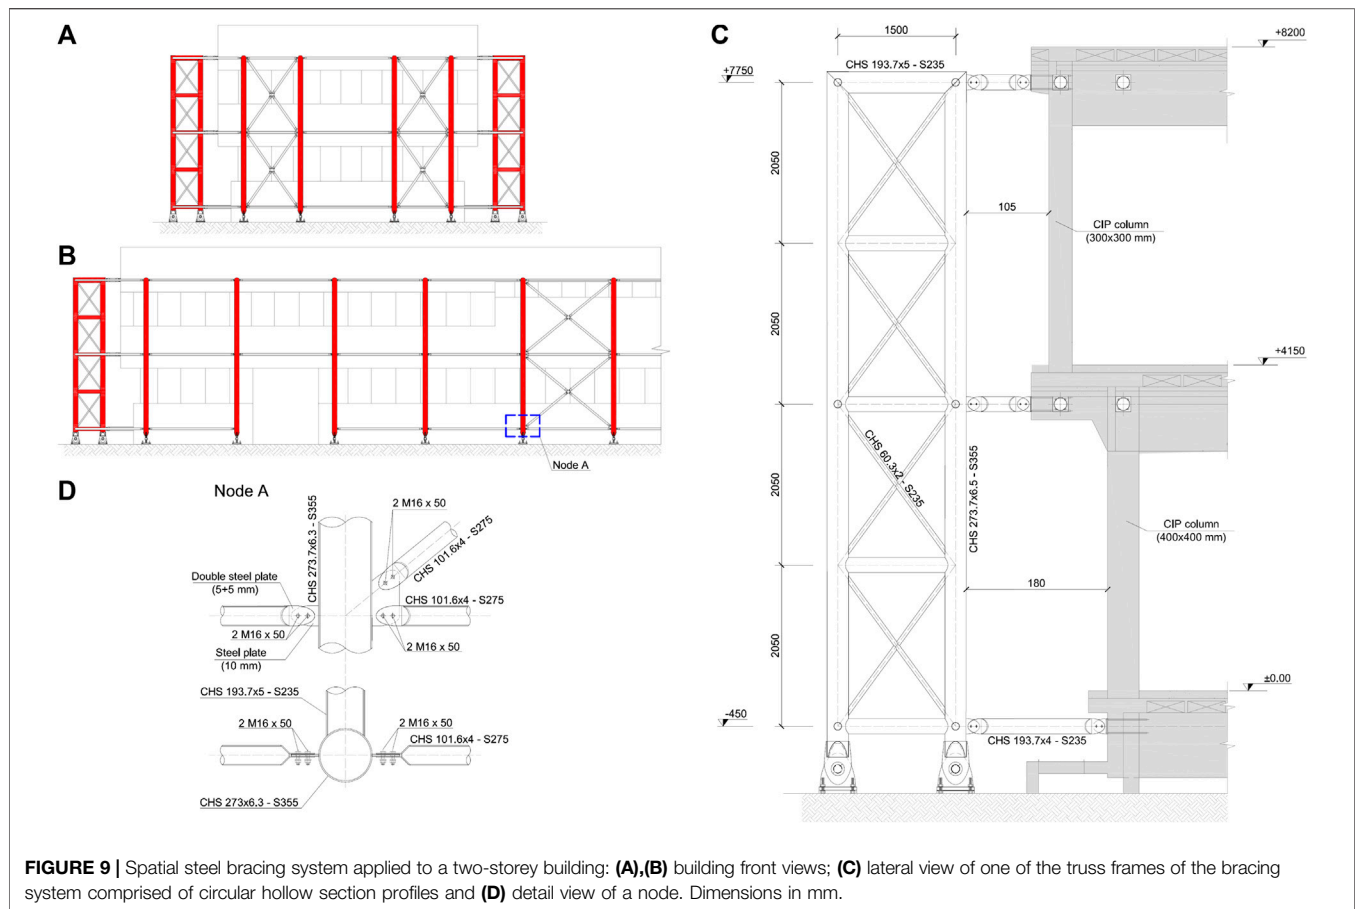 A
B
Node A
D
Node A
2 M16 x 50
CHS 273.7x6.3 - S355
CHS 101.6x4 - S275
Double steel plate
(5+5 mm)
CHS 101.6x4 - S275
2 M16 x 50
Steel plate
(10 mm)
2 M16 x 50
CHS 193.7x5 - S235
2 M16 x 50
2 M16 x 50
CHS 101.6x4 - S275
CHS 273x6.3 - S355
C
1500
+8200
CHS 193.7x5 - S235
+7750
2050
105
CIP column
(300x300 mm)
2050
+4150
CHS 60.3x2 - S235
CHS 273.7x6.5 - S355
2050
CIP column
(400x400 mm)
180
2050
±0.00
-450
CHS 193.7x4 - S235
FIGURE 9 | Spatial steel bracing system applied to a two-storey building: (A),(B) building front views; (C) lateral view of one of the truss frames of the bracing
system comprised of circular hollow section profiles and (D) detail view of a node. Dimensions in mm.